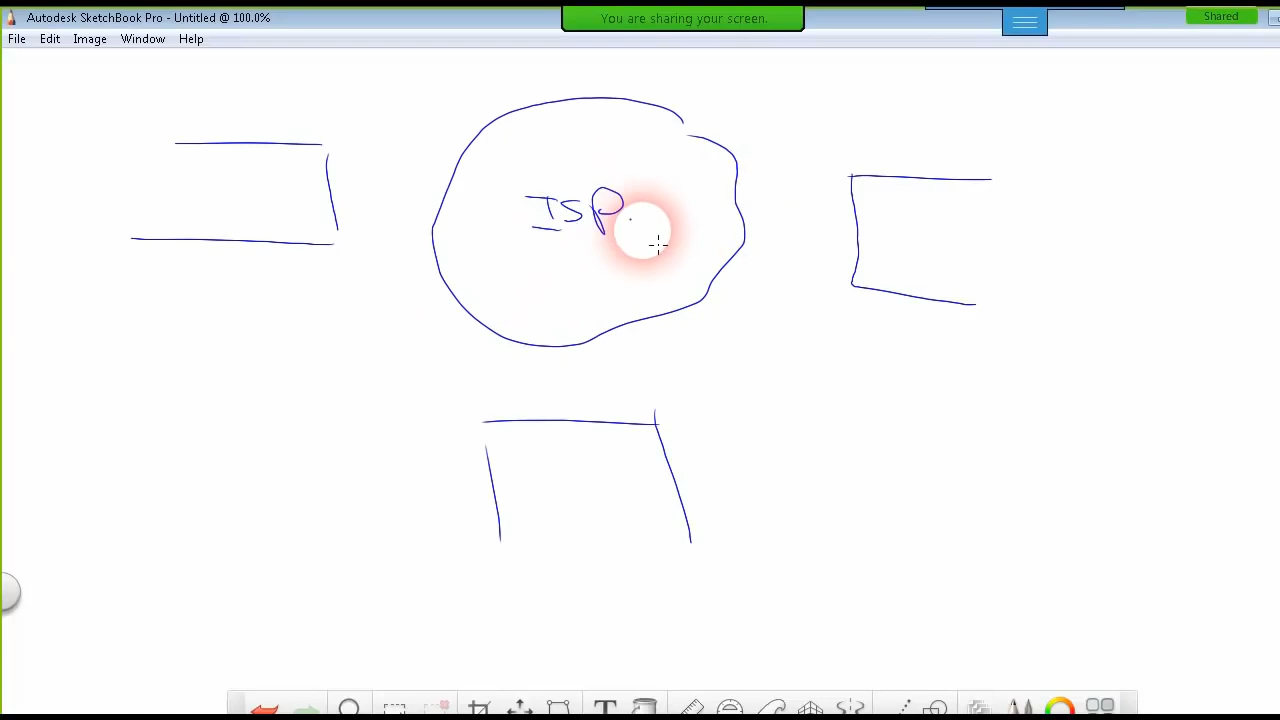 Autodesk SketchBook Pro - Untitled @ 100.0%
You are sharing your screen.
Shared
File Edit Image Window Help
ISP